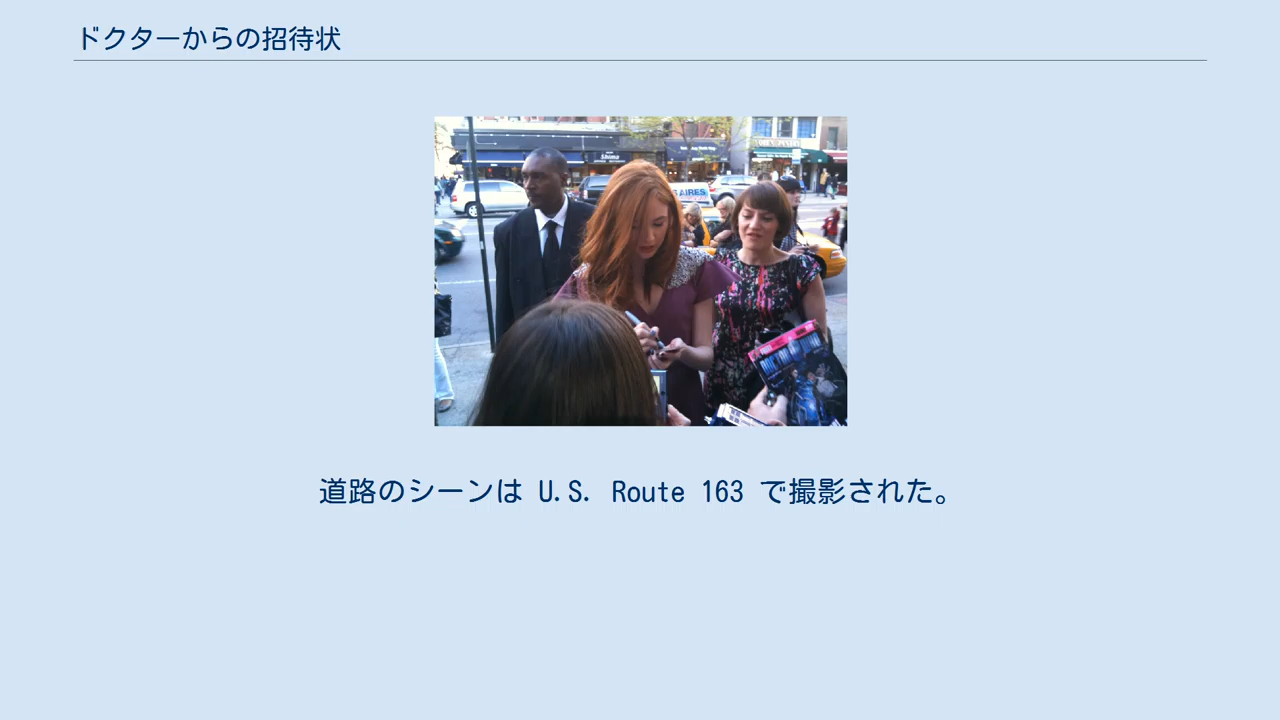 ドクターからの招待状
AIRES
道路のシーンは U.S. Route 163 で撮影された。